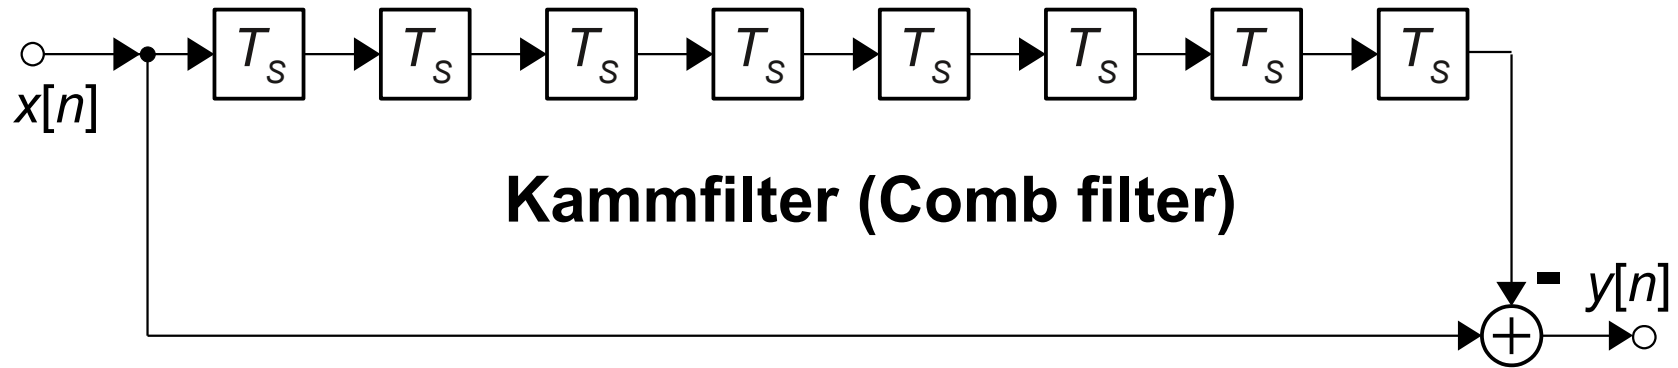 T_S T_S T_S T_S T_S T_S T_S T_S
x[n]
Kammfilter (Comb filter)
- y[n]
+